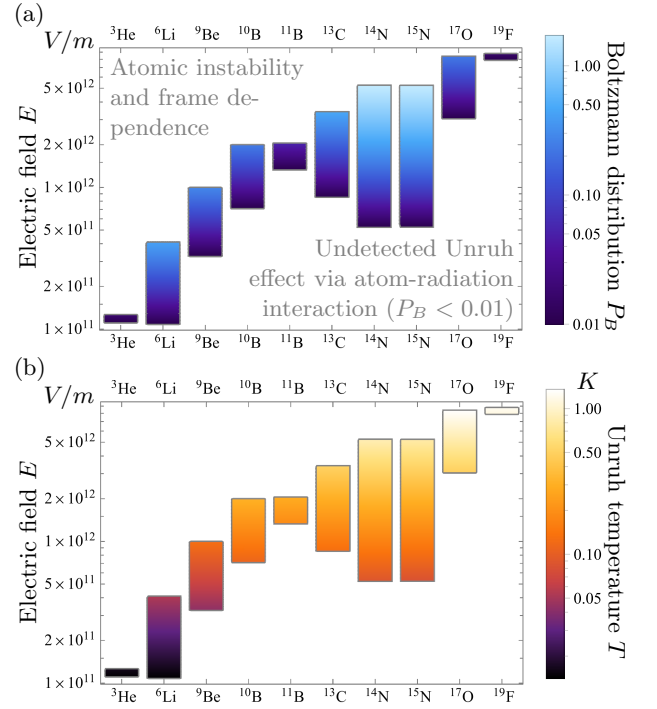 (a)
V/m
³He ⁶Li ⁹Be ¹⁰B ¹¹B ¹³C ¹⁴N ¹⁵N ¹⁷O ¹⁹F
Atomic instability
and frame de-
pendence
5 × 10¹²
2 × 10¹²
1 × 10¹²
5 × 10¹¹
2 × 10¹¹
1 × 10¹¹
Electric field E
Undetected Unruh
effect via atom-radiation
interaction (P_B < 0.01)
³He ⁶Li ⁹Be ¹⁰B ¹¹B ¹³C ¹⁴N ¹⁵N ¹⁷O ¹⁹F
1.00
0.50
0.10
0.05
0.01
Boltzmann distribution P_B
(b)
V/m
³He ⁶Li ⁹Be ¹⁰B ¹¹B ¹³C ¹⁴N ¹⁵N ¹⁷O ¹⁹F
5 × 10¹²
2 × 10¹²
1 × 10¹²
5 × 10¹¹
2 × 10¹¹
1 × 10¹¹
Electric field E
³He ⁶Li ⁹Be ¹⁰B ¹¹B ¹³C ¹⁴N ¹⁵N ¹⁷O ¹⁹F
K
1.00
0.50
0.10
0.05
Unruh temperature T